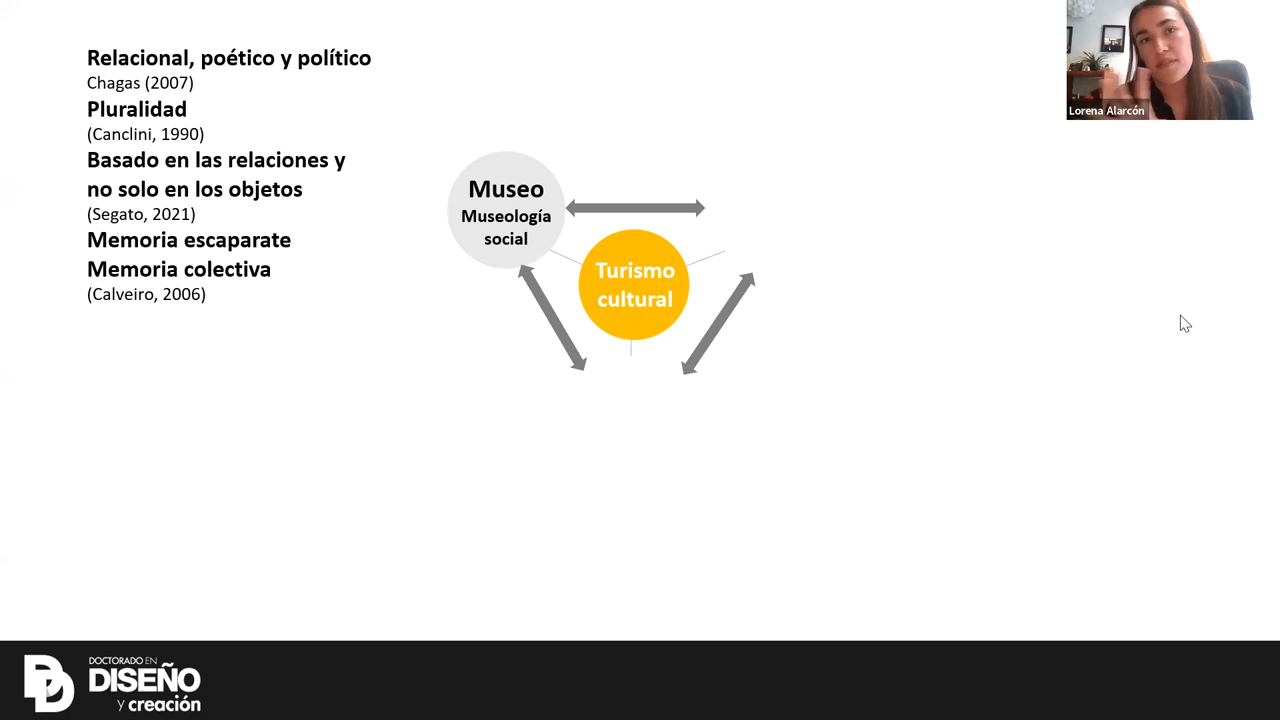 Relacional, poético y político
Chagas (2007)
Pluralidad
(Canclini, 1990)
Basado en las relaciones y
no solo en los objetos
(Segato, 2021)
Memoria escaparate
Memoria colectiva
(Calveiro, 2006)
Museo
Museología
social
Turismo
cultural
Lorena Alarcón
DOCTORADO EN
DISEÑO
y creación